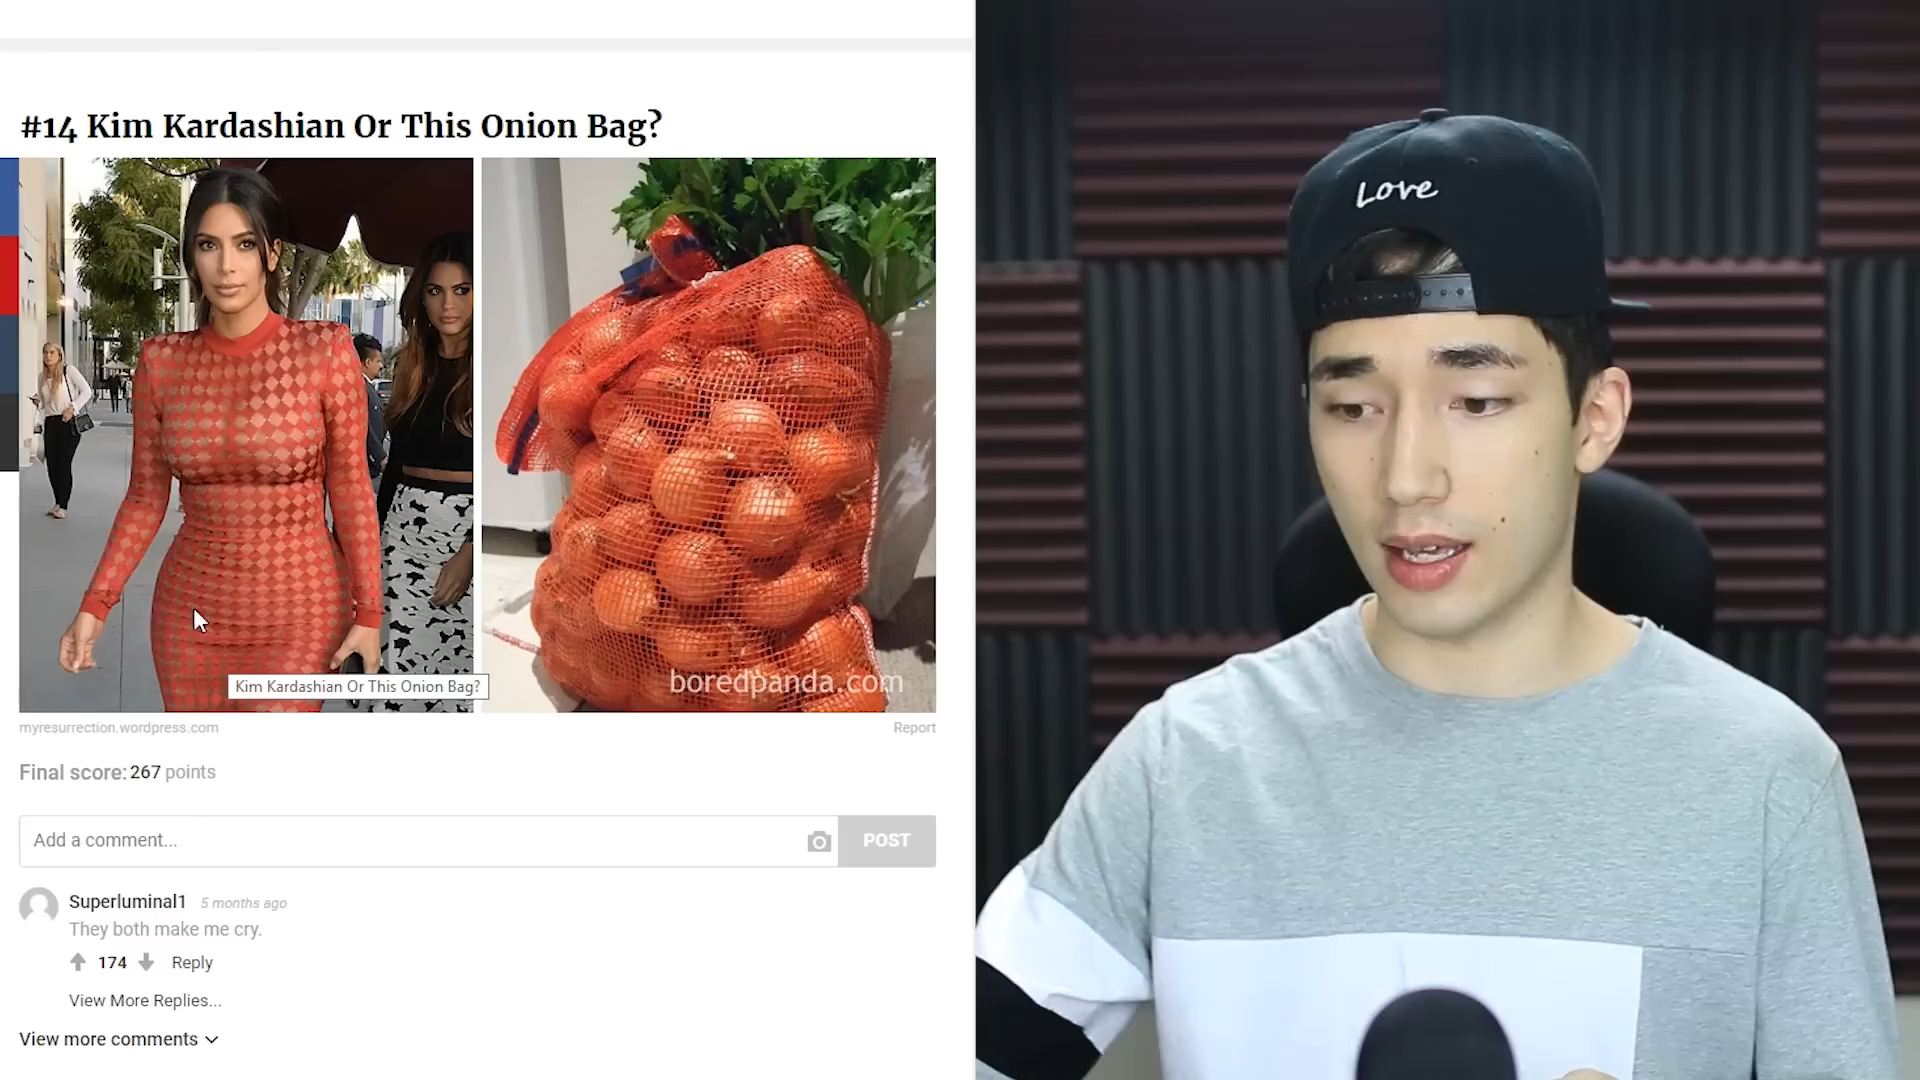 #14 Kim Kardashian Or This Onion Bag?
Love
Kim Kardashian Or This Onion Bag?
boredpanda.com
myresurrection.wordpress.com
Report
Final score: 267 points
Add a comment...
POST
Superluminal1 5 months ago
They both make me cry.
174 Reply
View More Replies...
View more comments